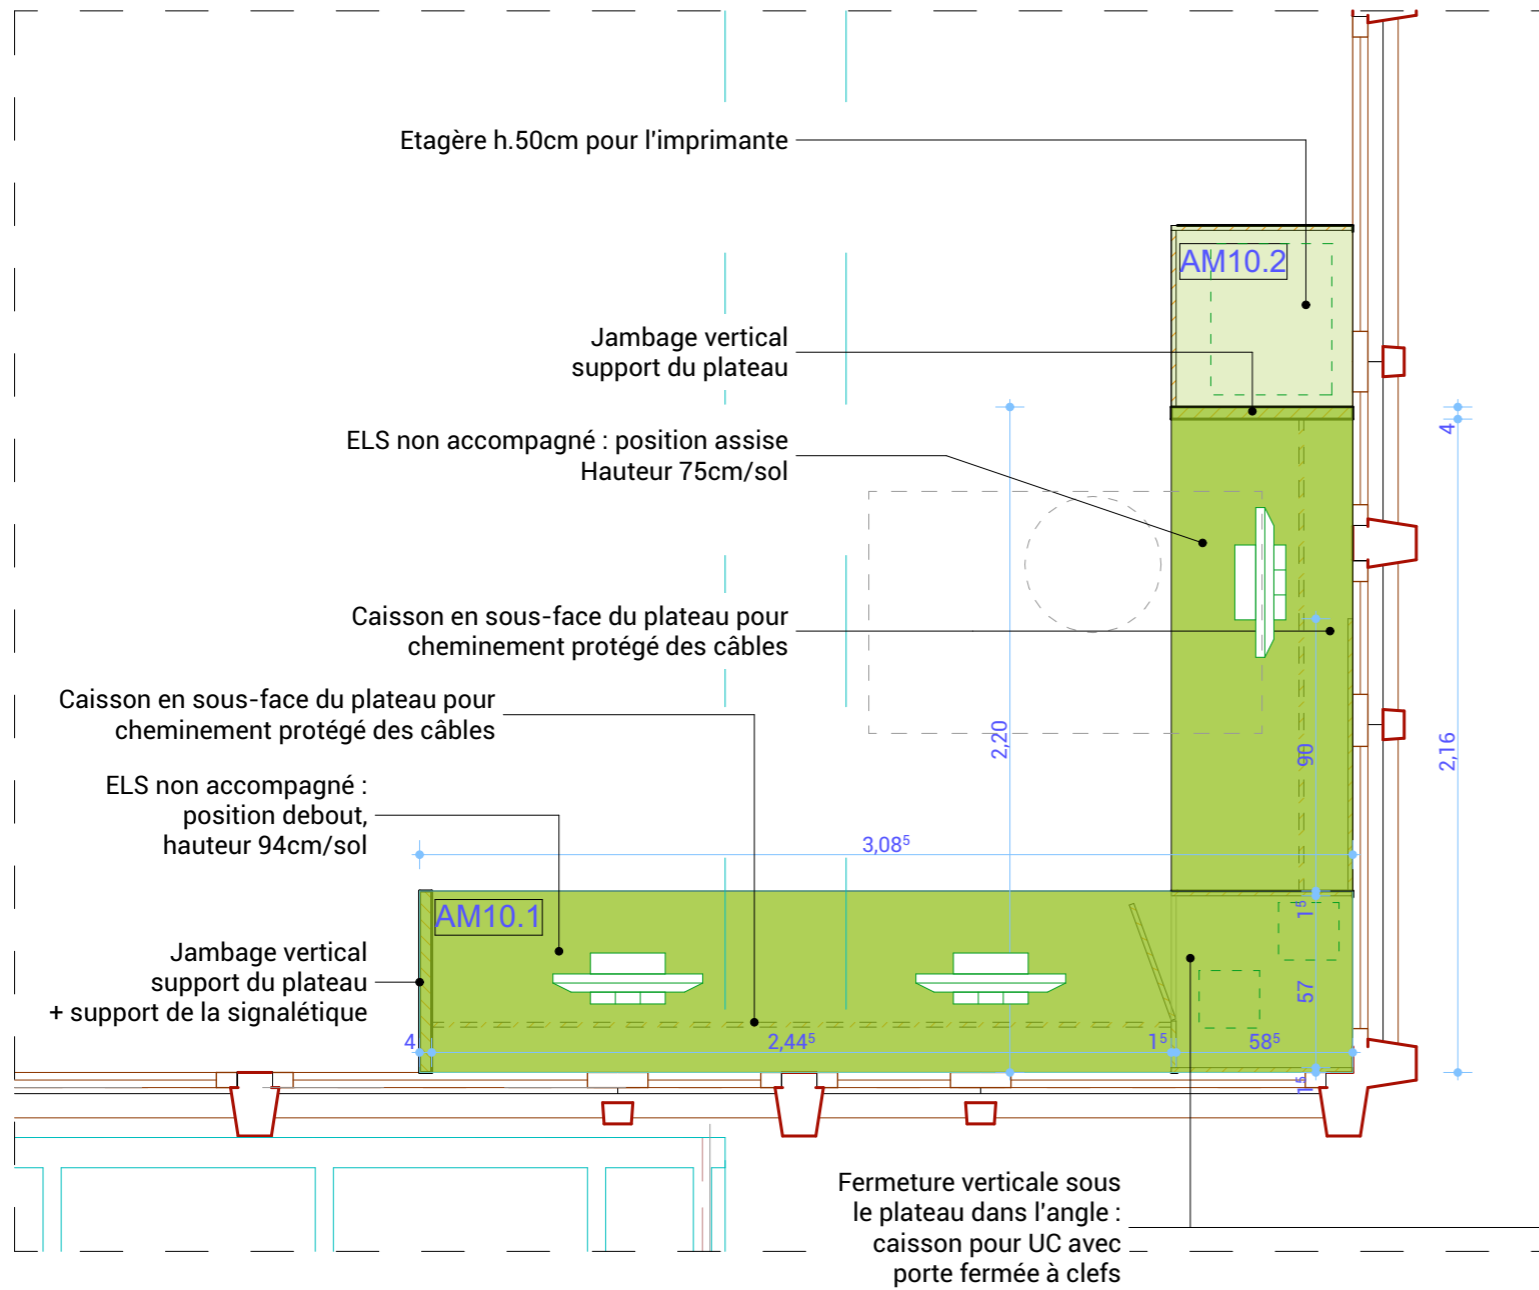 Etagère h.50cm pour l'imprimante
AM10.2
Jambage vertical
support du plateau
ELS non accompagné : position assise
Hauteur 75cm/sol
4
Caisson en sous-face du plateau pour
cheminement protégé des câbles
Caisson en sous-face du plateau pour
cheminement protégé des câbles
2,20
90
2,16
ELS non accompagné :
position debout,
hauteur 94cm/sol
3,08⁵
AM10.1
1⁵
Jambage vertical
support du plateau
+ support de la signalétique
57
4
2,44⁵
1⁵
58⁵
1⁵
Fermeture verticale sous
le plateau dans l'angle :
caisson pour UC avec
porte fermée à clefs